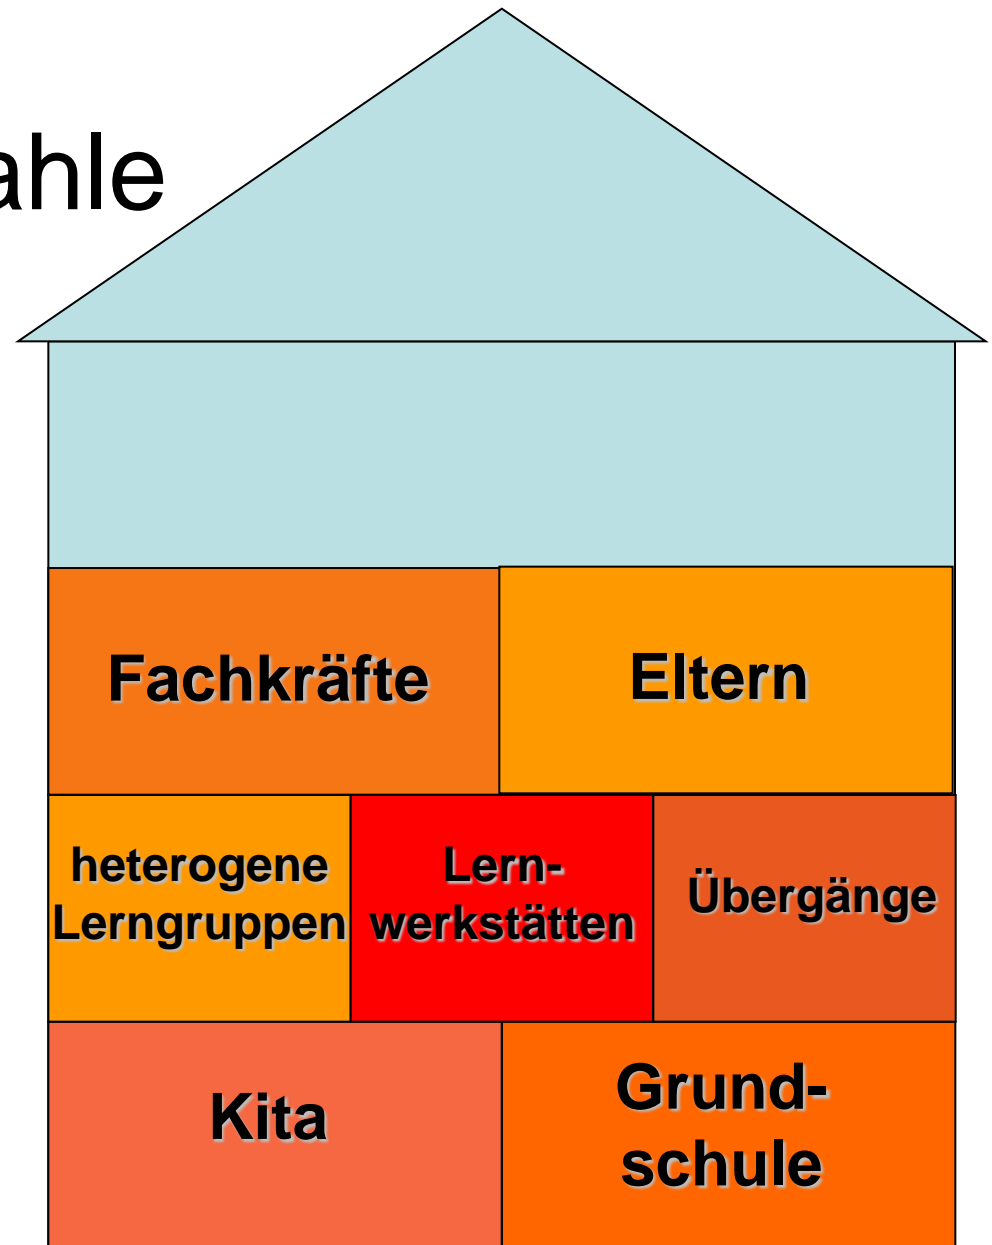 ahle
Fachkräfte
Eltern
heterogene
Lerngruppen
Lern-
werkstätten
Übergänge
Kita
Grund-
schule